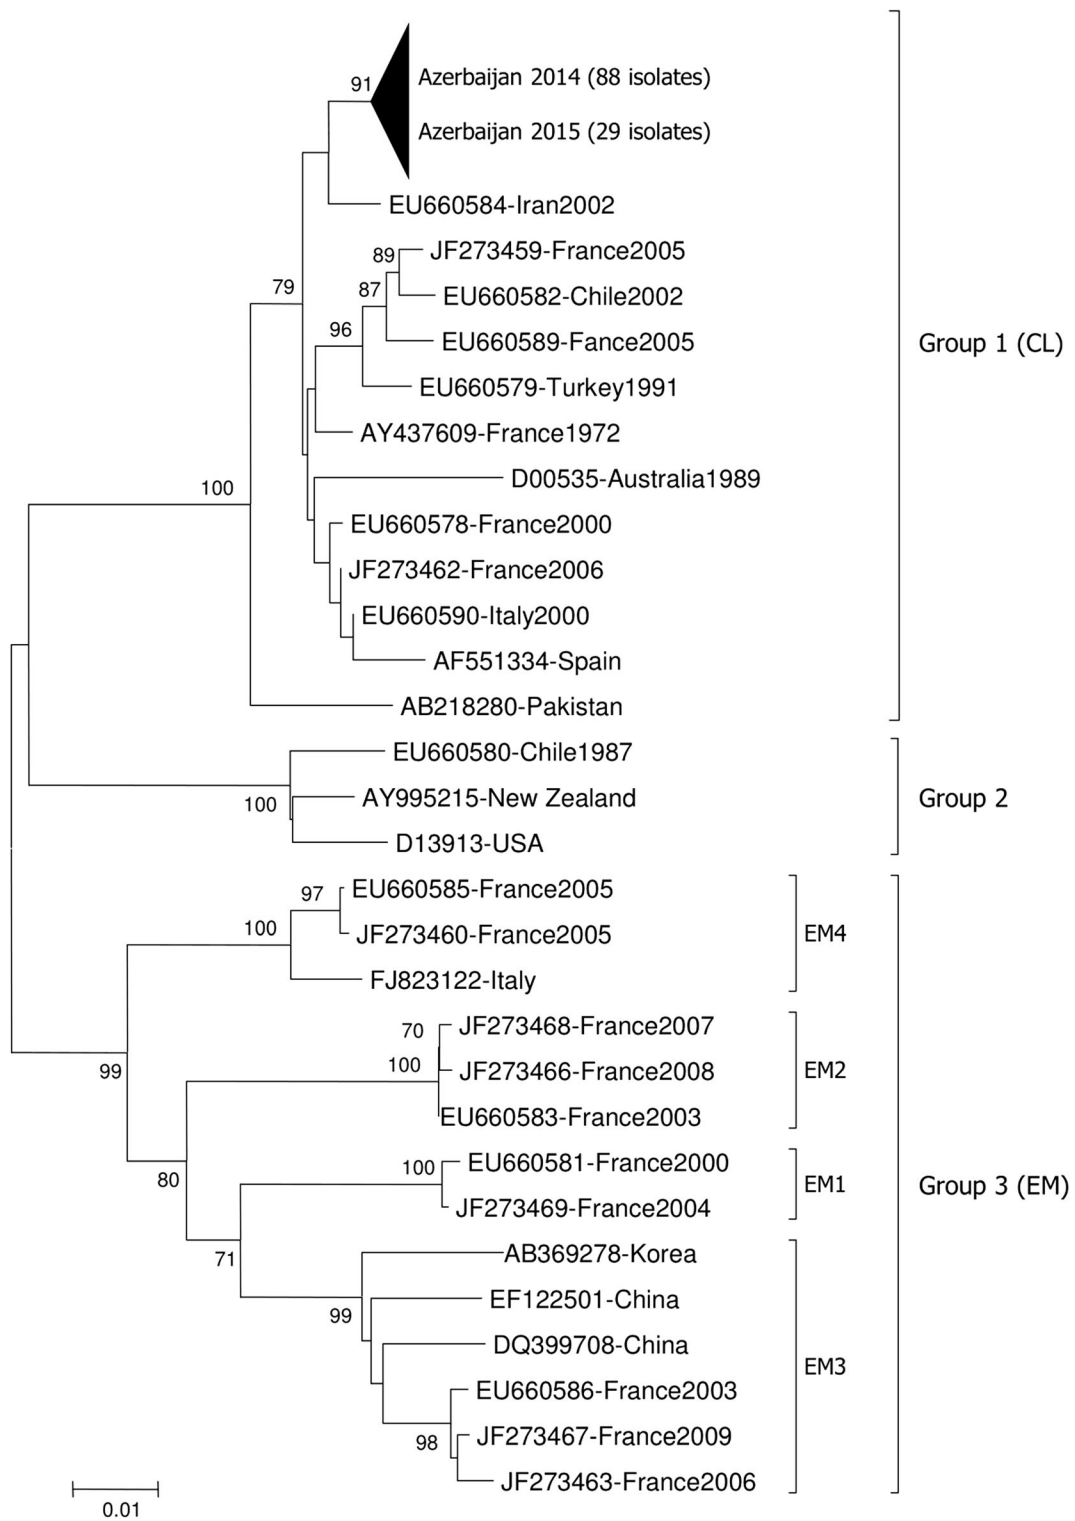 91
Azerbaijan 2014 (88 isolates)
Azerbaijan 2015 (29 isolates)
EU660584-Iran2002
JF273459-France2005
89
EU660582-Chile2002
87
79
96
EU660589-Fance2005
Group 1 (CL)
EU660579-Turkey1991
AY437609-France1972
D00535-Australia1989
100
EU660578-France2000
JF273462-France2006
EU660590-Italy2000
AF551334-Spain
AB218280-Pakistan
EU660580-Chile1987
AY995215-New Zealand
Group 2
100
D13913-USA
EU660585-France2005
97
100
JF273460-France2005
EM4
FJ823122-Italy
JF273468-France2007
70
100
JF273466-France2008
EM2
99
EU660583-France2003
EU660581-France2000
100
80
EM1
Group 3 (EM)
JF273469-France2004
AB369278-Korea
71
EF122501-China
99
DQ399708-China
EM3
EU660586-France2003
JF273467-France2009
98
JF273463-France2006
0.01